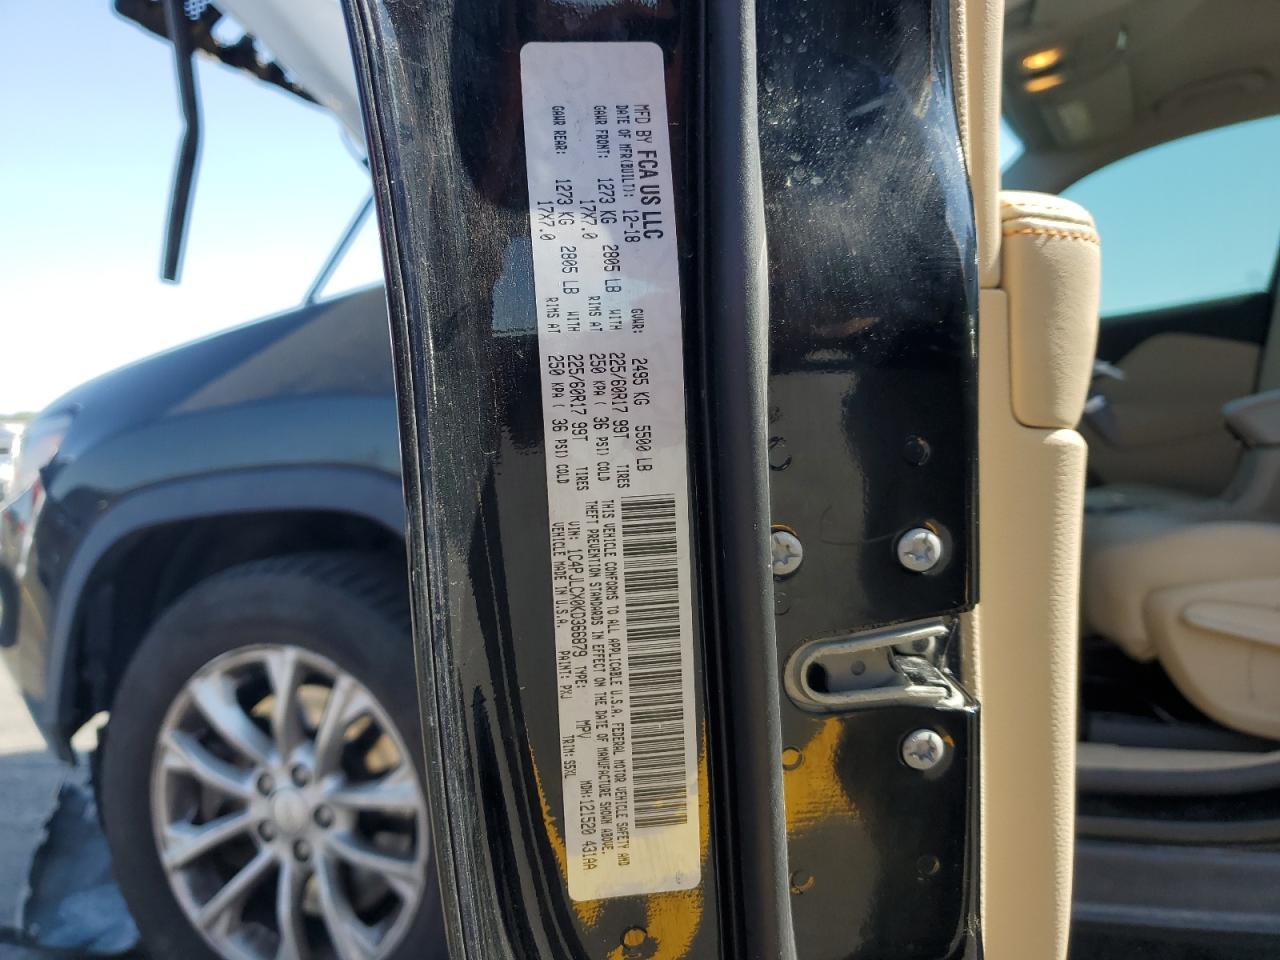 MFD BY FCA US LLC
DATE OF MFR(BUILT): 12-18 GVWR: 2495 KG 5500 LB
GAWR FRONT: 1273 KG 2805 LB WITH 225/60R17 99T TIRES
17X7.0 RIMS AT 250 KPA ( 36 PSI) COLD
GAWR REAR: 1273 KG 2805 LB WITH 225/60R17 99T TIRES
17X7.0 RIMS AT 250 KPA ( 36 PSI) COLD
THIS VEHICLE CONFORMS TO ALL APPLICABLE U.S.A. FEDERAL MOTOR VEHICLE SAFETY AND
THEFT PREVENTION STANDARDS IN EFFECT ON THE DATE OF MANUFACTURE SHOWN ABOVE.
VIN: 1C4PJLCX0KD366879 TYPE: MPV MDH:121520 431AA
VEHICLE MADE IN U.S.A. PAINT: PXJ TRIM: S5XL